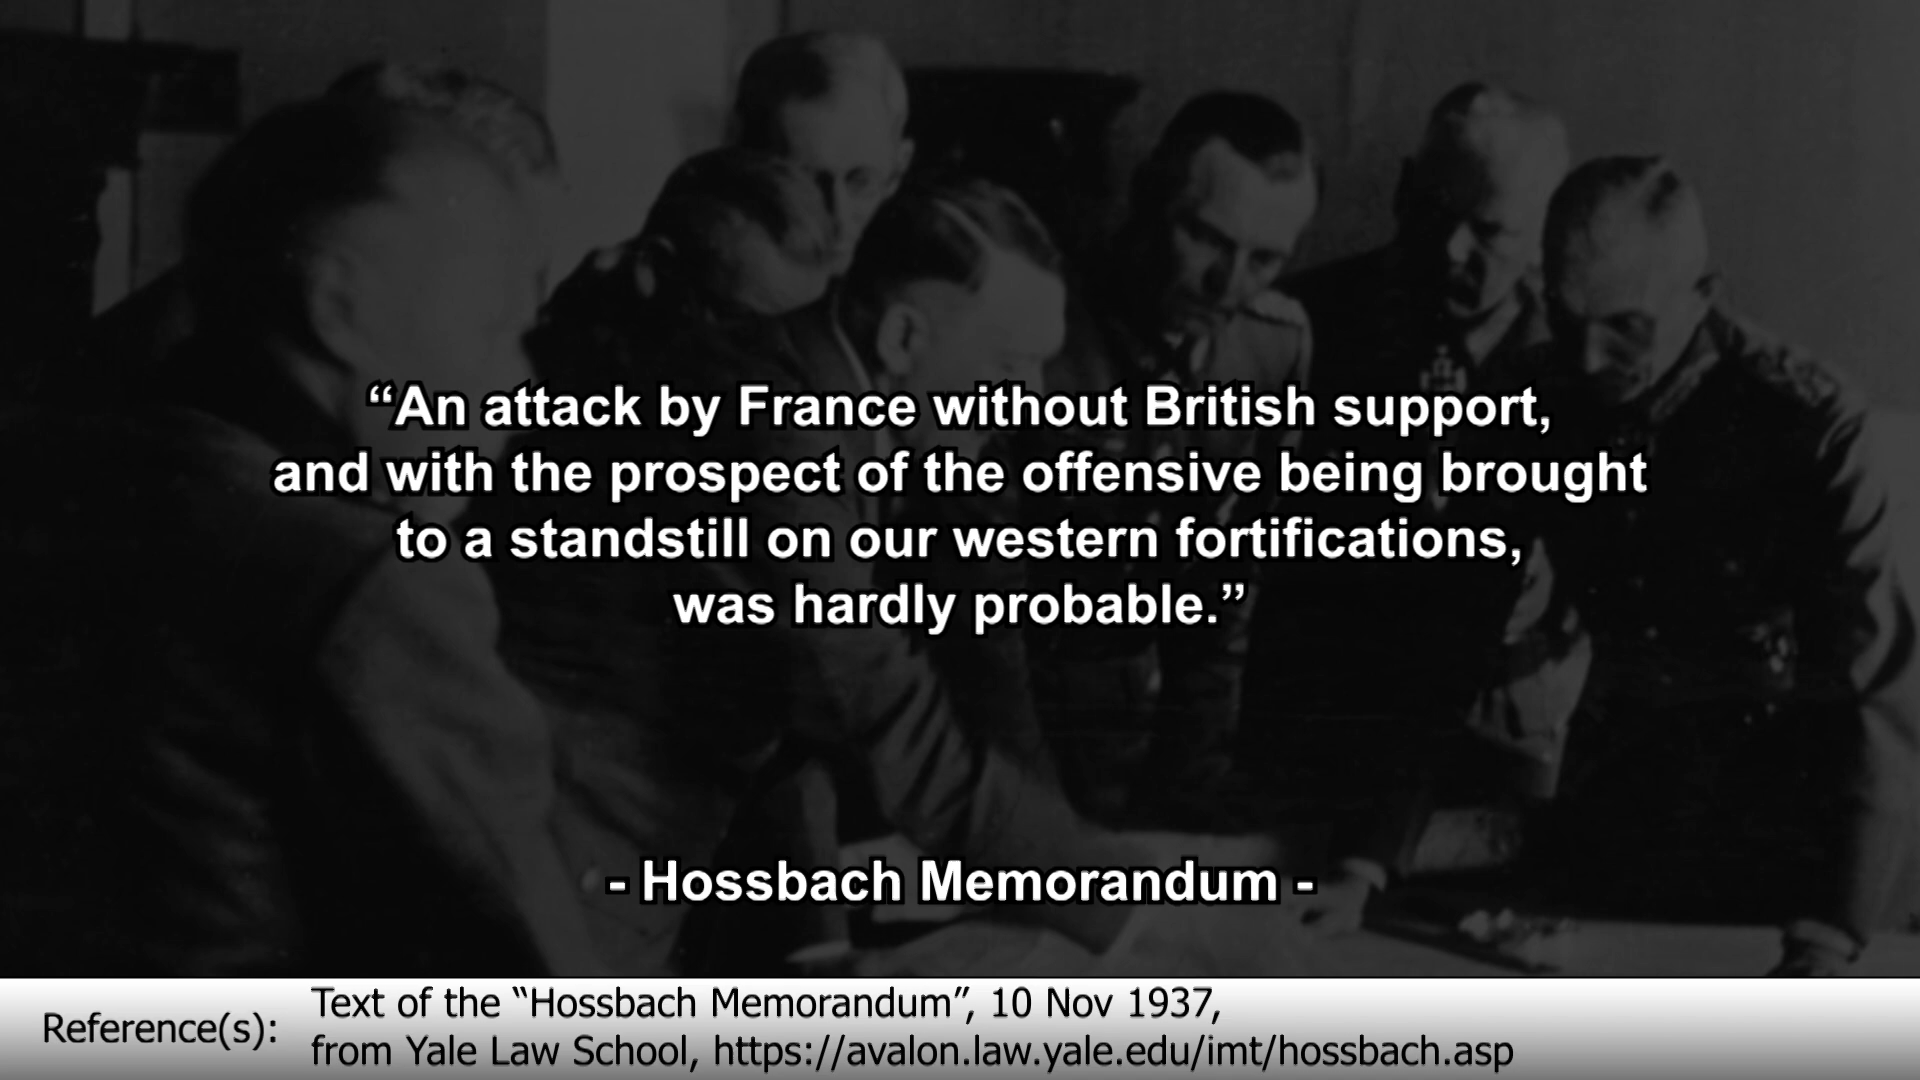 “An attack by France without British support,
and with the prospect of the offensive being brought
to a standstill on our western fortifications,
was hardly probable.”
- Hossbach Memorandum -
Reference(s):
Text of the “Hossbach Memorandum”, 10 Nov 1937,
from Yale Law School, https://avalon.law.yale.edu/imt/hossbach.asp